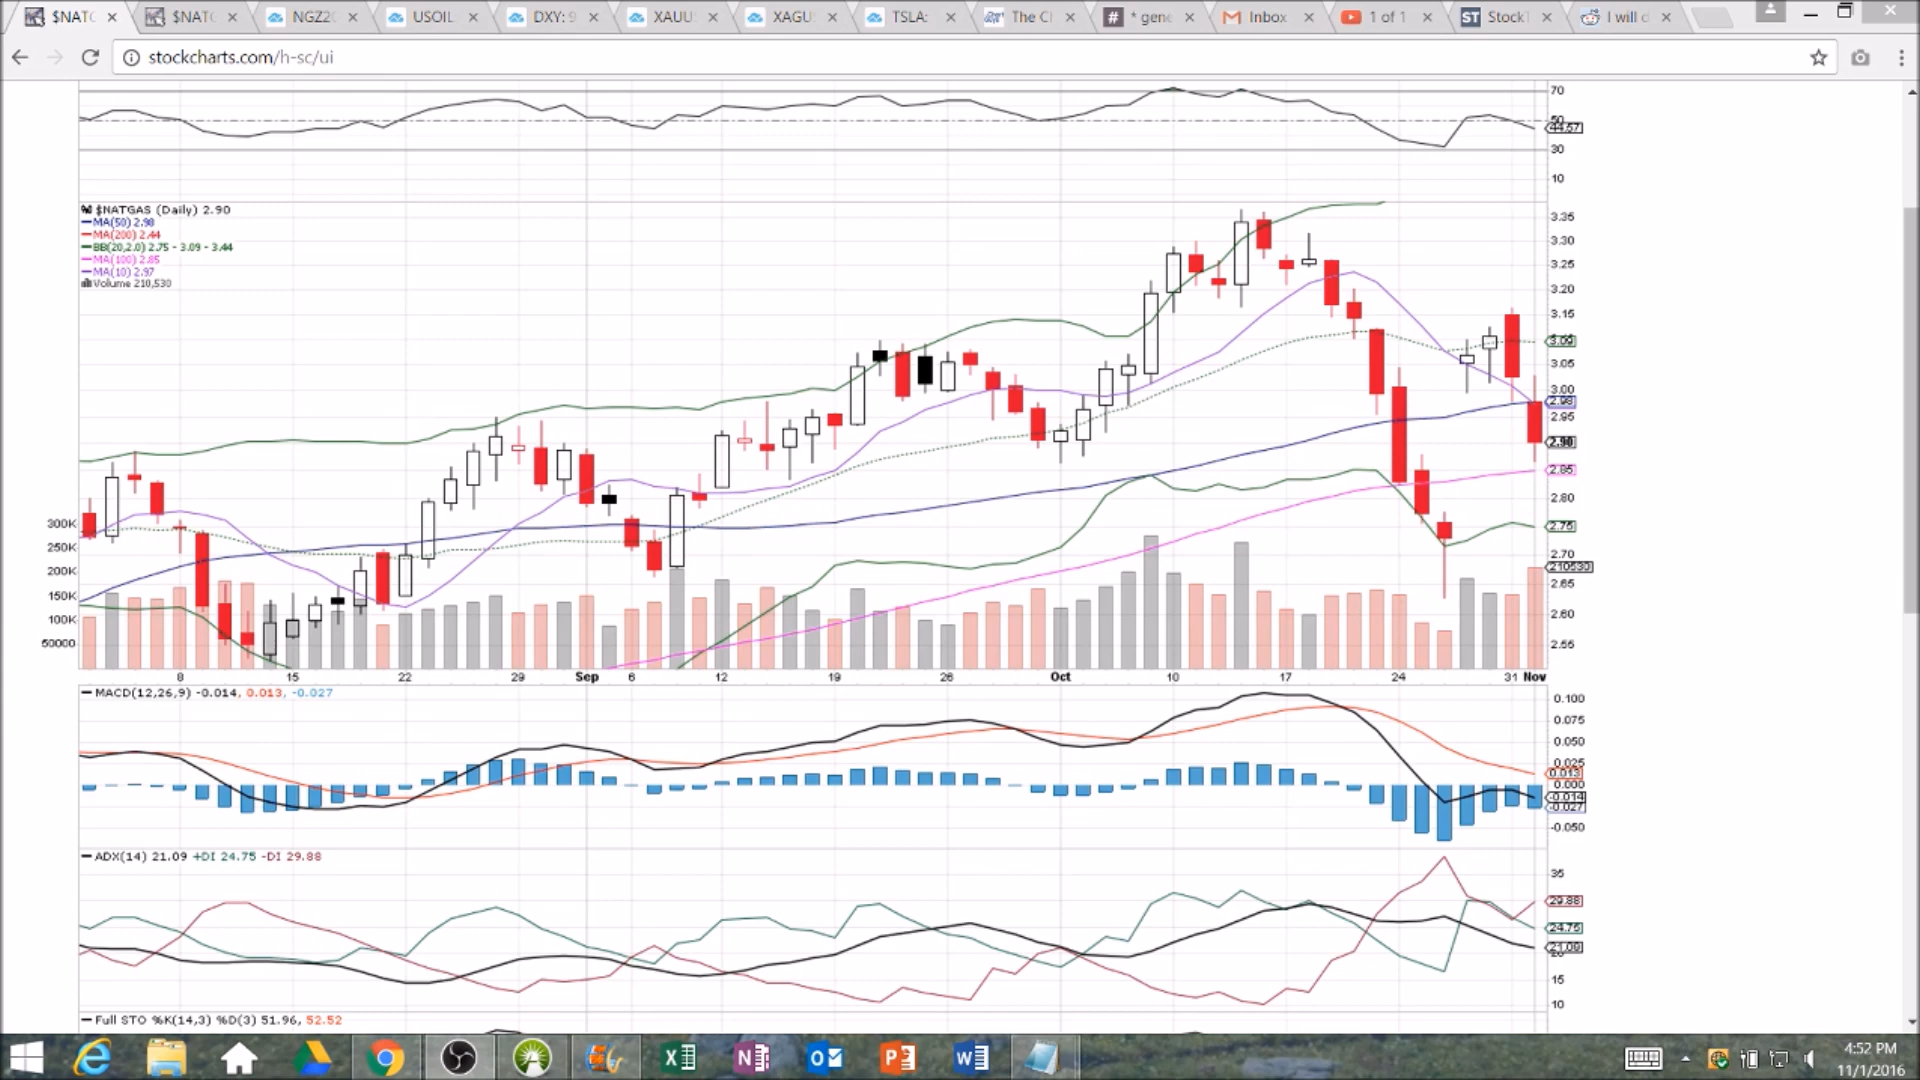 $NATC
$NATC
NGZ2
USOIL
DXY: 9
XAUU
XAGU
TSLA:
The C
* gene
Inbox
1 of 1
StockT
I will d
stockcharts.com/h-sc/ui
70
50
44.57
30
10
$NATGAS (Daily) 2.90
MA(50) 2.98
MA(200) 2.44
BB(20,2.0) 2.75 - 3.09 - 3.44
MA(100) 2.85
MA(10) 2.97
Volume 210,530
3.35
3.30
3.25
3.20
3.15
3.09
3.05
3.00
2.98
2.95
2.90
2.85
2.80
2.75
2.70
210530
2.65
2.60
2.55
300K
250K
200K
150K
100K
50000
8 15 22 29 Sep 6 12 19 26 Oct 10 17 24 31 Nov
MACD(12,26,9) -0.014, 0.013, -0.027
0.100
0.075
0.050
0.025
0.013
0.000
-0.014
-0.027
-0.050
ADX(14) 21.09 +DI 24.75 -DI 29.88
35
29.88
24.75
21.09
20
15
10
Full STO %K(14,3) %D(3) 51.96, 52.52
4:52 PM
11/1/2016